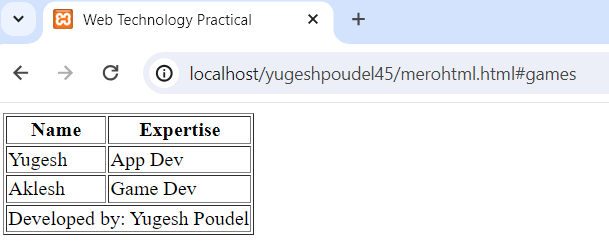 Web Technology Practical
localhost/yugeshpoudel45/merohtml.html#games
Name Expertise
Yugesh App Dev
Aklesh Game Dev
Developed by: Yugesh Poudel